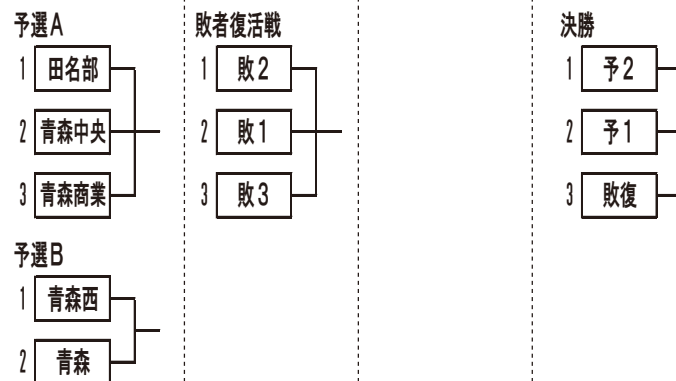 予選A
1 田名部
2 青森中央
3 青森商業
予選B
1 青森西
2 青森
敗者復活戦
1 敗2
2 敗1
3 敗3
決勝
1 予2
2 予1
3 敗復